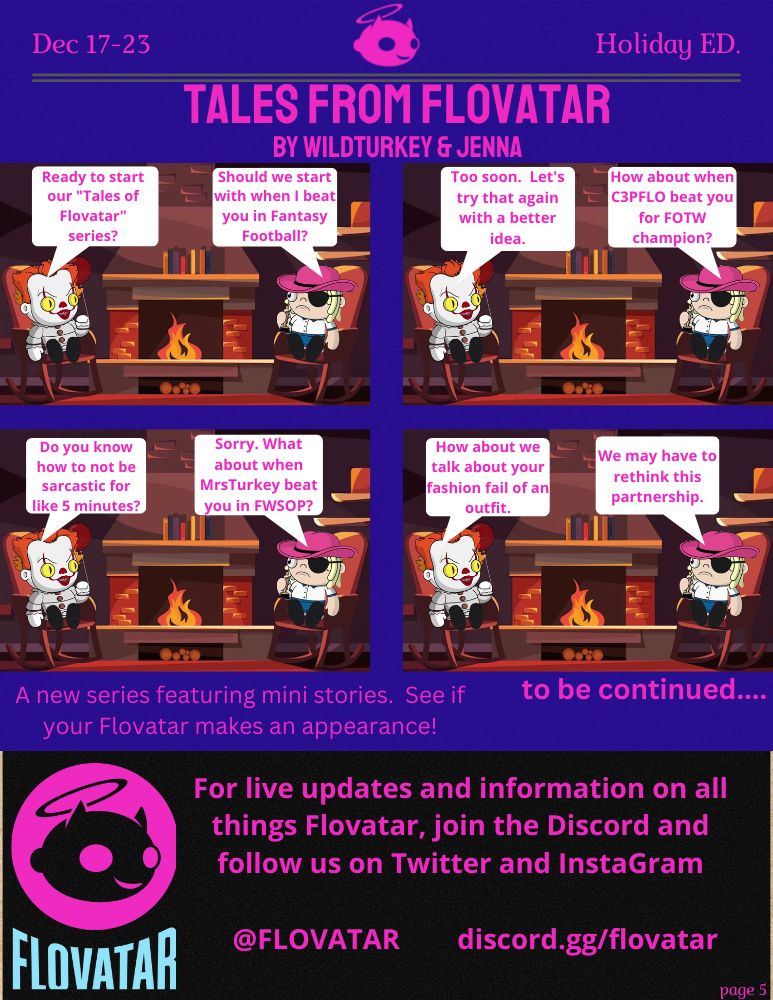 Dec 17-23
Holiday ED.
TALES FROM FLOVATAR
BY WILDTURKEY & JENNA
Ready to start
our "Tales of
Flovatar"
series?
Should we start
with when I beat
you in Fantasy
Football?
Too soon.  Let's
try that again
with a better
idea.
How about when
C3PFLO beat you
for FOTW
champion?
Do you know
how to not be
sarcastic for
like 5 minutes?
Sorry. What
about when
MrsTurkey beat
you in FWSOP?
How about we
talk about your
fashion fail of an
outfit.
We may have to
rethink this
partnership.
A new series featuring mini stories.  See if
your Flovatar makes an appearance!
to be continued....
For live updates and information on all
things Flovatar, join the Discord and
follow us on Twitter and InstaGram
@FLOVATAR
discord.gg/flovatar
FLOVATAR
page 5